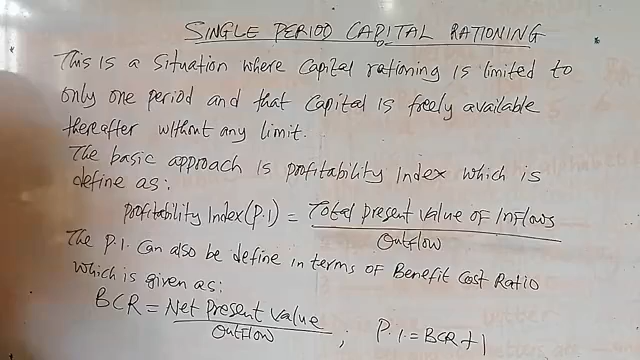 SINGLE PERIOD CAPITAL RATIONING
This is a situation where capital rationing is limited to
only one period and that capital is freely available
thereafter without any limit.
The basic approach is profitability Index which is
define as:
Profitability Index (P.I) = Total present value of Inflows
Outflow
The P.I. can also be define in terms of Benefit Cost Ratio
which is given as:
BCR = Net Present Value
Outflow
; P.I. = BCR + 1